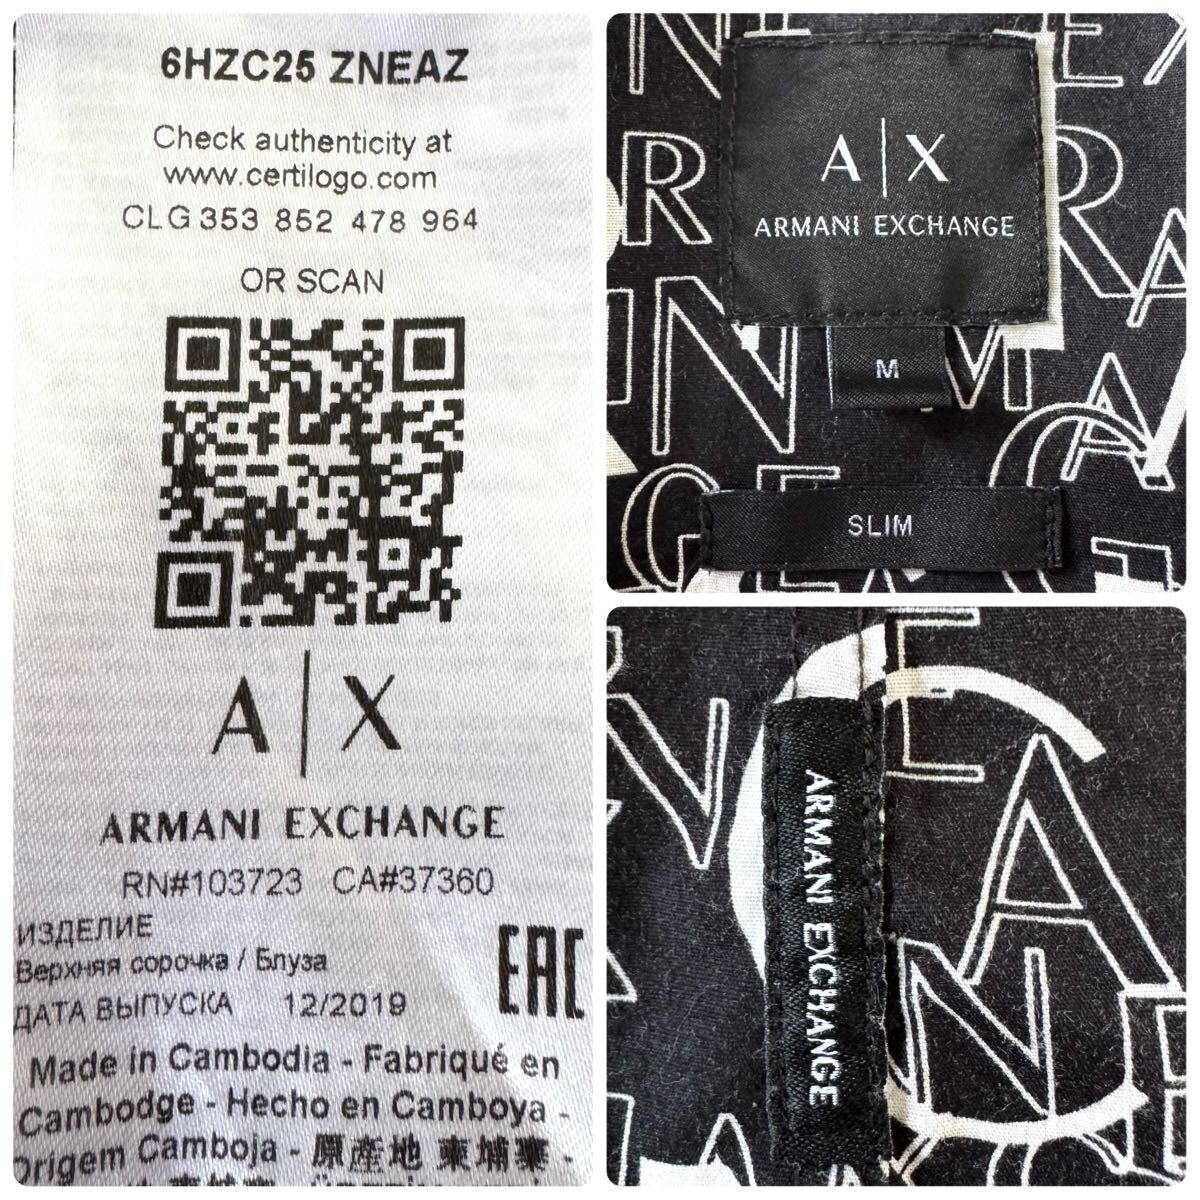 6HZC25 ZNEAZ
Check authenticity at
www.certilogo.com
CLG 353 852 478 964
OR SCAN
A|X
ARMANI EXCHANGE
RN#103723 CA#37360
ИЗДЕЛИЕ
Верхняя сорочка / Блуза
ДАТА ВЫПУСКА 12/2019
EAC
Made in Cambodia - Fabriqué en
Cambodge - Hecho en Camboya -
Origem Camboja - 原産地 柬埔寨 -
A|X
ARMANI EXCHANGE
M
SLIM
ARMANI EXCHANGE